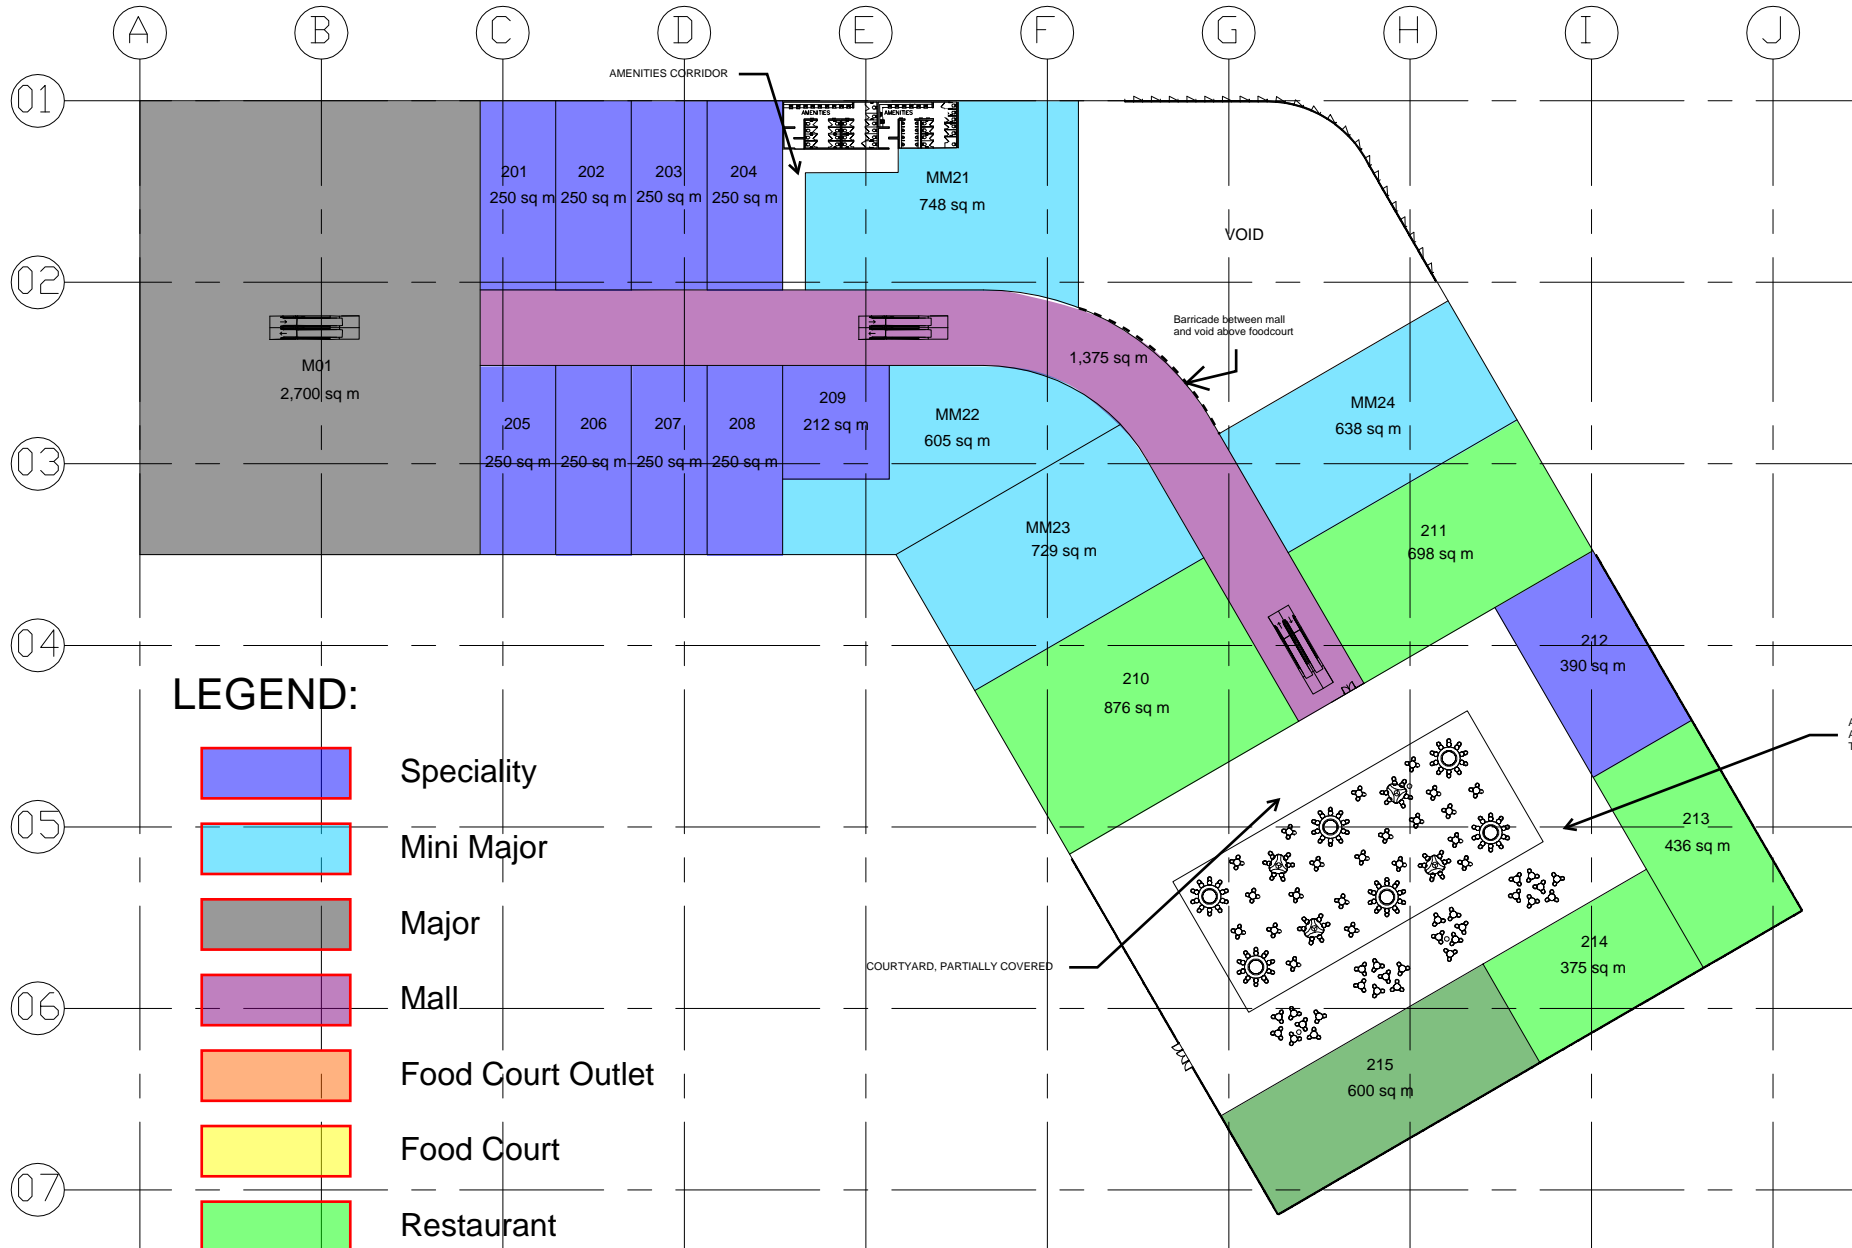 A B C D E F G H I J
01
AMENITIES CORRIDOR
AMENITIES
AMENITIES
201
250 sq m
202
250 sq m
203
250 sq m
204
250 sq m
MM21
748 sq m
VOID
02
Barricade between mall
and void above foodcourt
M01
2,700 sq m
1,375 sq m
205
250 sq m
206
250 sq m
207
250 sq m
208
250 sq m
209
212 sq m
MM22
605 sq m
MM24
638 sq m
03
MM23
729 sq m
211
698 sq m
04
210
876 sq m
212
390 sq m
A
A
T
05
213
436 sq m
COURTYARD, PARTIALLY COVERED
214
375 sq m
06
215
600 sq m
07
LEGEND:
Speciality
Mini Major
Major
Mall
Food Court Outlet
Food Court
Restaurant